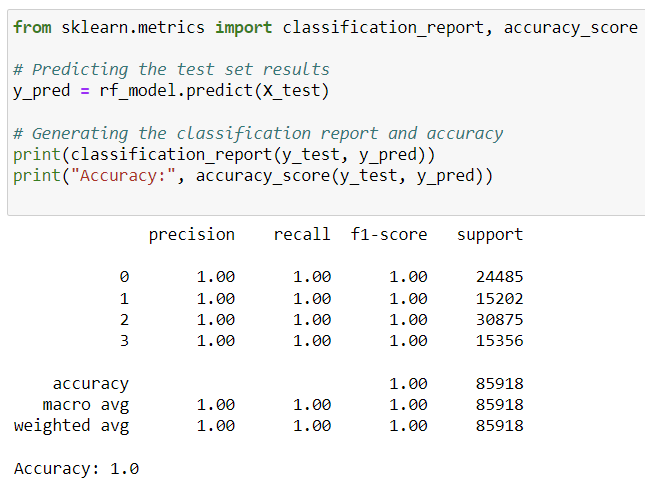 from sklearn.metrics import classification_report, accuracy_score
# Predicting the test set results
y_pred = rf_model.predict(X_test)
# Generating the classification report and accuracy
print(classification_report(y_test, y_pred))
print("Accuracy:", accuracy_score(y_test, y_pred))
precision recall f1-score support
0 1.00 1.00 1.00 24485
1 1.00 1.00 1.00 15202
2 1.00 1.00 1.00 30875
3 1.00 1.00 1.00 15356
accuracy 1.00 85918
macro avg 1.00 1.00 1.00 85918
weighted avg 1.00 1.00 1.00 85918
Accuracy: 1.0